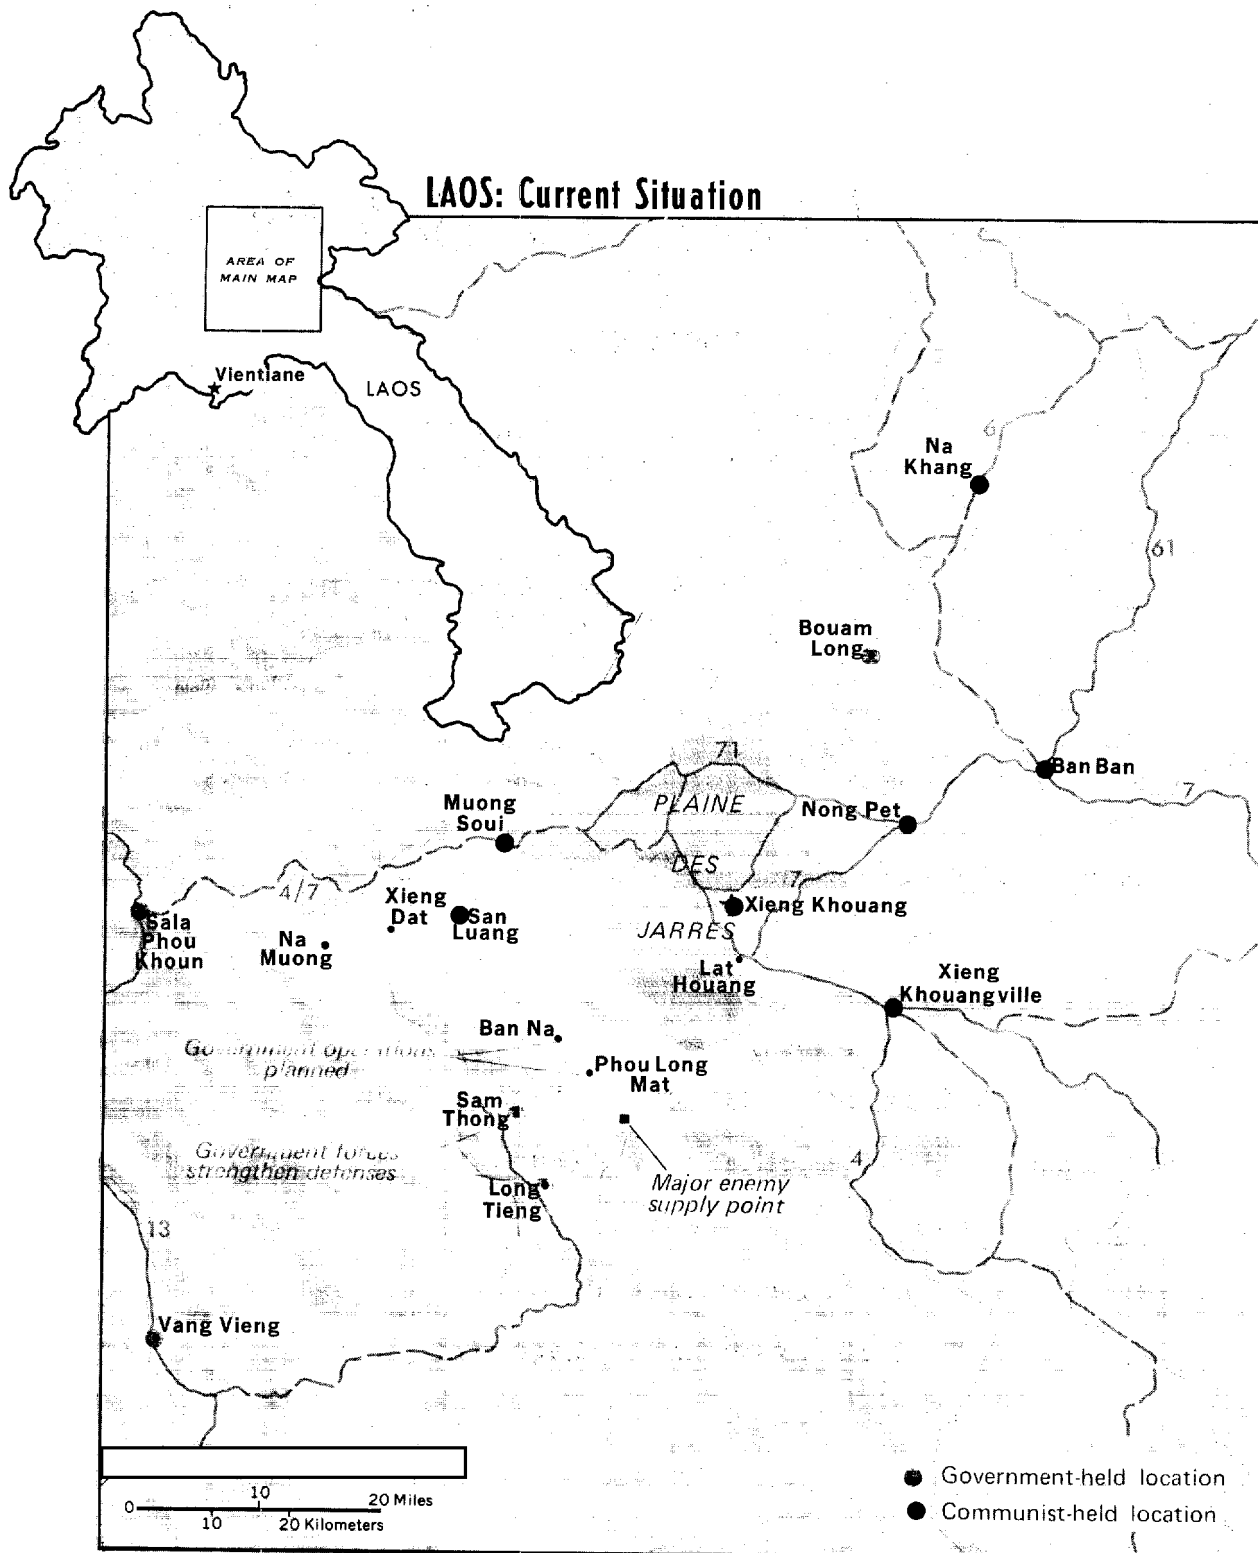 LAOS: Current Situation
AREA OF
MAIN MAP
Vientiane
LAOS
6
Na
Khang
61
Bouam
Long
71
Ban Ban
PLAINE
7
Muong
Soui
Nong Pet
DES
7
4/7
Xieng
Dat
San
Luang
Xieng Khouang
Sala
Phou
Khoun
Na
Muong
JARRES
Lat
Houang
Xieng
Khouangville
Ban Na
Government operations
planned
Phou Long
Mat
Sam
Thong
Government forces
strengthen defenses
4
Major enemy
supply point
Long
Tieng
13
Vang Vieng
0 10 20 Miles
10 20 Kilometers
Government-held location
Communist-held location